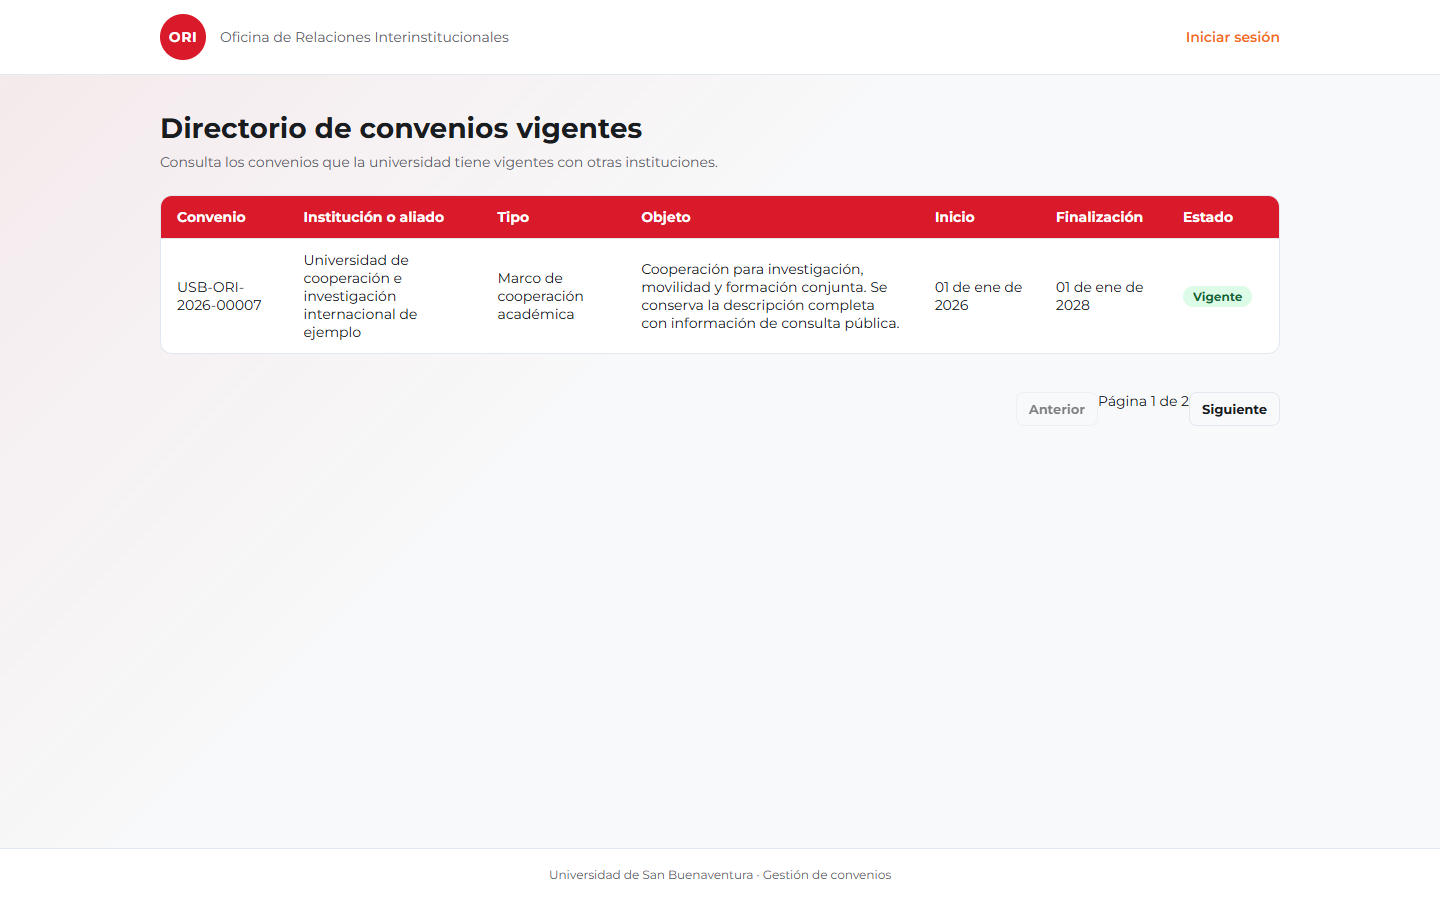 ORI Oficina de Relaciones Interinstitucionales Iniciar sesión
Directorio de convenios vigentes
Consulta los convenios que la universidad tiene vigentes con otras instituciones.
Convenio Institución o aliado Tipo Objeto Inicio Finalización Estado
USB-ORI-
2026-00007
Universidad de
cooperación e
investigación
internacional de
ejemplo
Marco de
cooperación
académica
Cooperación para investigación,
movilidad y formación conjunta. Se
conserva la descripción completa
con información de consulta pública.
01 de ene de
2026
01 de ene de
2028
Vigente
Anterior Página 1 de 2 Siguiente
Universidad de San Buenaventura · Gestión de convenios